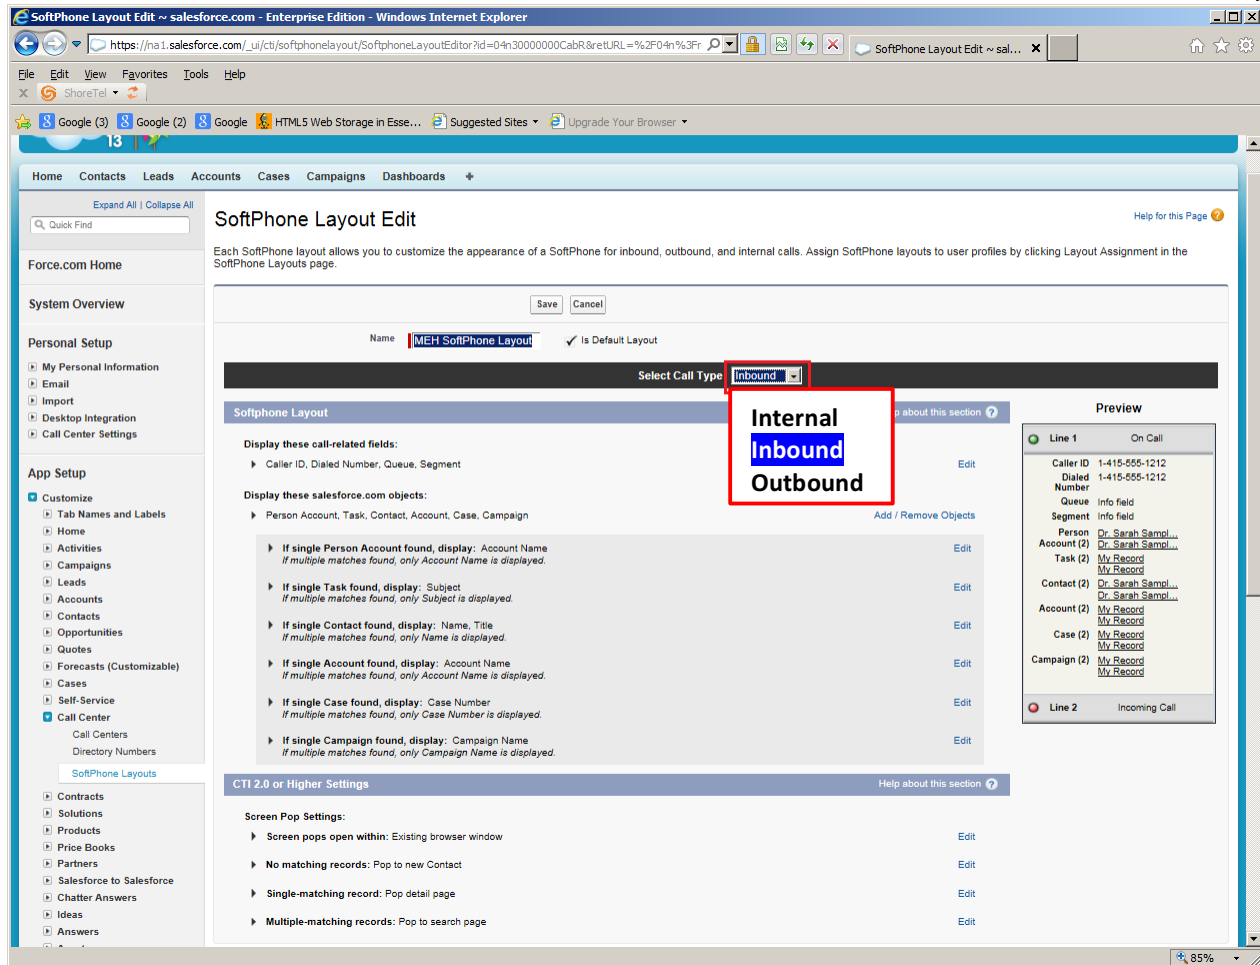 SoftPhone Layout Edit ~ salesforce.com - Enterprise Edition - Windows Internet Explorer
https://na1.salesforce.com/_ui/cti/softphonelayout/SoftphoneLayoutEditor?id=04n30000000CabR&retURL=%2F04n%3Fr
SoftPhone Layout Edit ~ sal...
File Edit View Favorites Tools Help
x ShoreTel
Google (3) Google (2) Google HTML5 Web Storage in Esse... Suggested Sites Upgrade Your Browser
13
Home Contacts Leads Accounts Cases Campaigns Dashboards +
Expand All | Collapse All
Quick Find
Force.com Home
System Overview
Personal Setup
My Personal Information
Email
Import
Desktop Integration
Call Center Settings
App Setup
Customize
Tab Names and Labels
Home
Activities
Campaigns
Leads
Accounts
Contacts
Opportunities
Quotes
Forecasts (Customizable)
Cases
Self-Service
Call Center
Call Centers
Directory Numbers
SoftPhone Layouts
Contracts
Solutions
Products
Price Books
Partners
Salesforce to Salesforce
Chatter Answers
Ideas
Answers
SoftPhone Layout Edit
Help for this Page
Each SoftPhone layout allows you to customize the appearance of a SoftPhone for inbound, outbound, and internal calls. Assign SoftPhone layouts to user profiles by clicking Layout Assignment in the
SoftPhone Layouts page.
Save Cancel
Name MEH SoftPhone Layout Is Default Layout
Select Call Type Inbound
Internal
Inbound
Outbound
Softphone Layout
about this section ?
Display these call-related fields:
Caller ID, Dialed Number, Queue, Segment Edit
Display these salesforce.com objects:
Person Account, Task, Contact, Account, Case, Campaign Add / Remove Objects
If single Person Account found, display: Account Name Edit
If multiple matches found, only Account Name is displayed.
If single Task found, display: Subject Edit
If multiple matches found, only Subject is displayed.
If single Contact found, display: Name, Title Edit
If multiple matches found, only Name is displayed.
If single Account found, display: Account Name Edit
If multiple matches found, only Account Name is displayed.
If single Case found, display: Case Number Edit
If multiple matches found, only Case Number is displayed.
If single Campaign found, display: Campaign Name Edit
If multiple matches found, only Campaign Name is displayed.
CTI 2.0 or Higher Settings Help about this section ?
Screen Pop Settings:
Screen pops open within: Existing browser window Edit
No matching records: Pop to new Contact Edit
Single-matching record: Pop detail page Edit
Multiple-matching records: Pop to search page Edit
Preview
Line 1 On Call
Caller ID 1-415-555-1212
Dialed 1-415-555-1212
Number
Queue Info field
Segment Info field
Person Dr. Sarah Sampl...
Account (2) Dr. Sarah Sampl...
Task (2) My Record
My Record
Contact (2) Dr. Sarah Sampl...
Dr. Sarah Sampl...
Account (2) My Record
My Record
Case (2) My Record
My Record
Campaign (2) My Record
My Record
Line 2 Incoming Call
85%